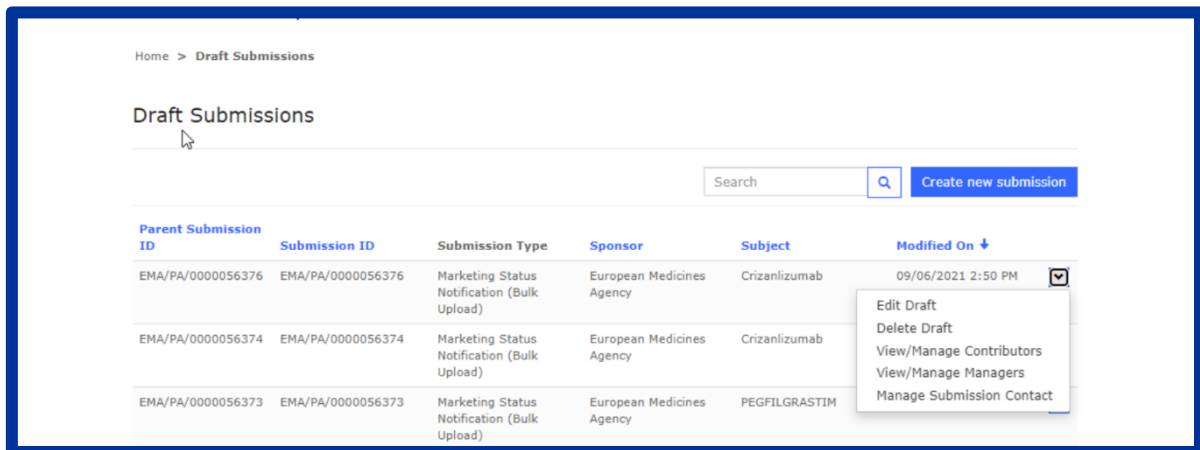 Home > Draft Submissions
Draft Submissions
Search
Create new submission
Parent Submission
ID
Submission ID
Submission Type
Sponsor
Subject
Modified On
EMA/PA/0000056376 EMA/PA/0000056376 Marketing Status European Medicines Crizanlizumab 09/06/2021 2:50 PM
Notification (Bulk Agency
Upload)
Edit Draft
Delete Draft
View/Manage Contributors
View/Manage Managers
Manage Submission Contact
EMA/PA/0000056374 EMA/PA/0000056374 Marketing Status European Medicines Crizanlizumab
Notification (Bulk Agency
Upload)
EMA/PA/0000056373 EMA/PA/0000056373 Marketing Status European Medicines PEGFILGRASTIM
Notification (Bulk Agency
Upload)